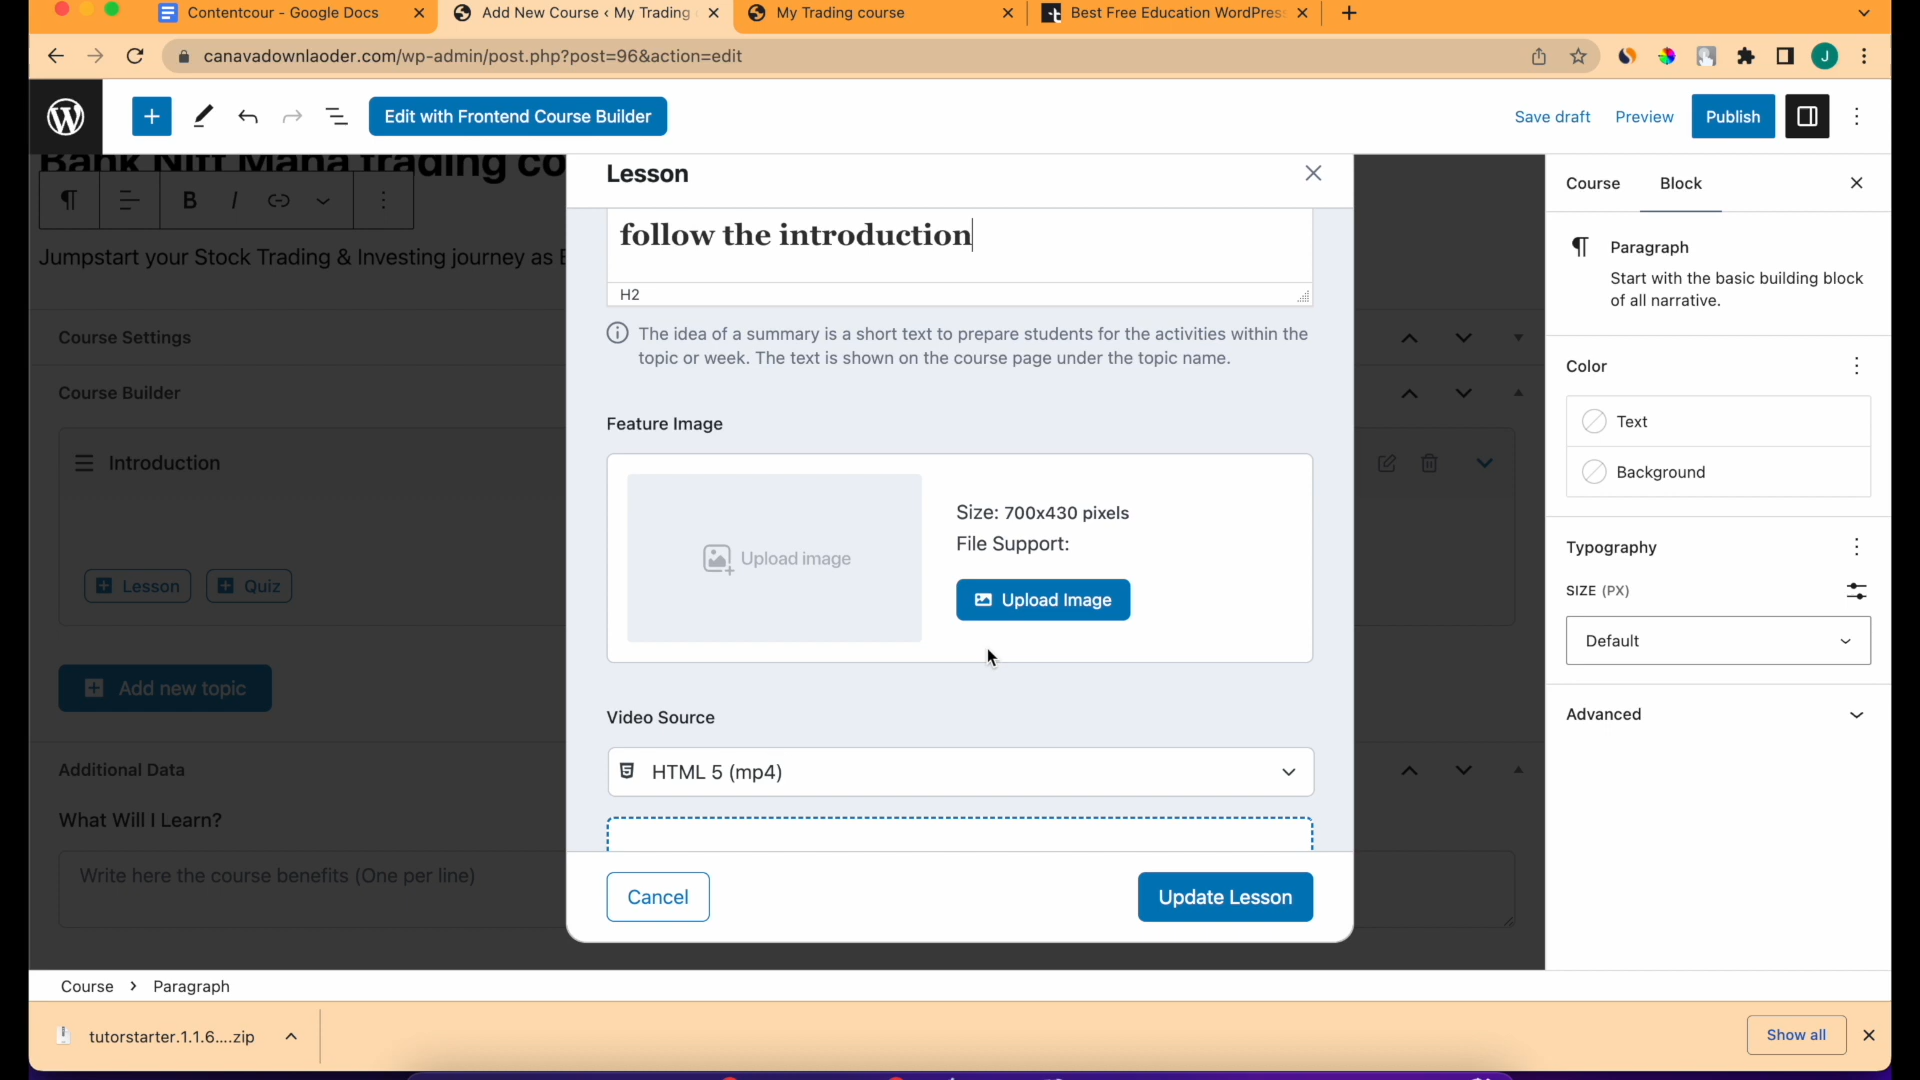 Contentcour - Google Docs
Add New Course ‹ My Trading
My Trading course
Best Free Education WordPres
canavadownlaoder.com/wp-admin/post.php?post=96&action=edit
J
Edit with Frontend Course Builder
Save draft
Preview
Publish
Bank Nift Maha trading co
B
I
Jumpstart your Stock Trading & Investing journey as
Course Settings
Course Builder
Introduction
Lesson
Quiz
Add new topic
Additional Data
What Will I Learn?
Write here the course benefits (One per line)
Lesson
follow the introduction
H2
The idea of a summary is a short text to prepare students for the activities within the
topic or week. The text is shown on the course page under the topic name.
Feature Image
Upload image
Size: 700x430 pixels
File Support:
Upload Image
Video Source
HTML 5 (mp4)
Cancel
Update Lesson
Course
Block
Paragraph
Start with the basic building block
of all narrative.
Color
Text
Background
Typography
SIZE (PX)
Default
Advanced
Course
Paragraph
tutorstarter.1.1.6....zip
Show all